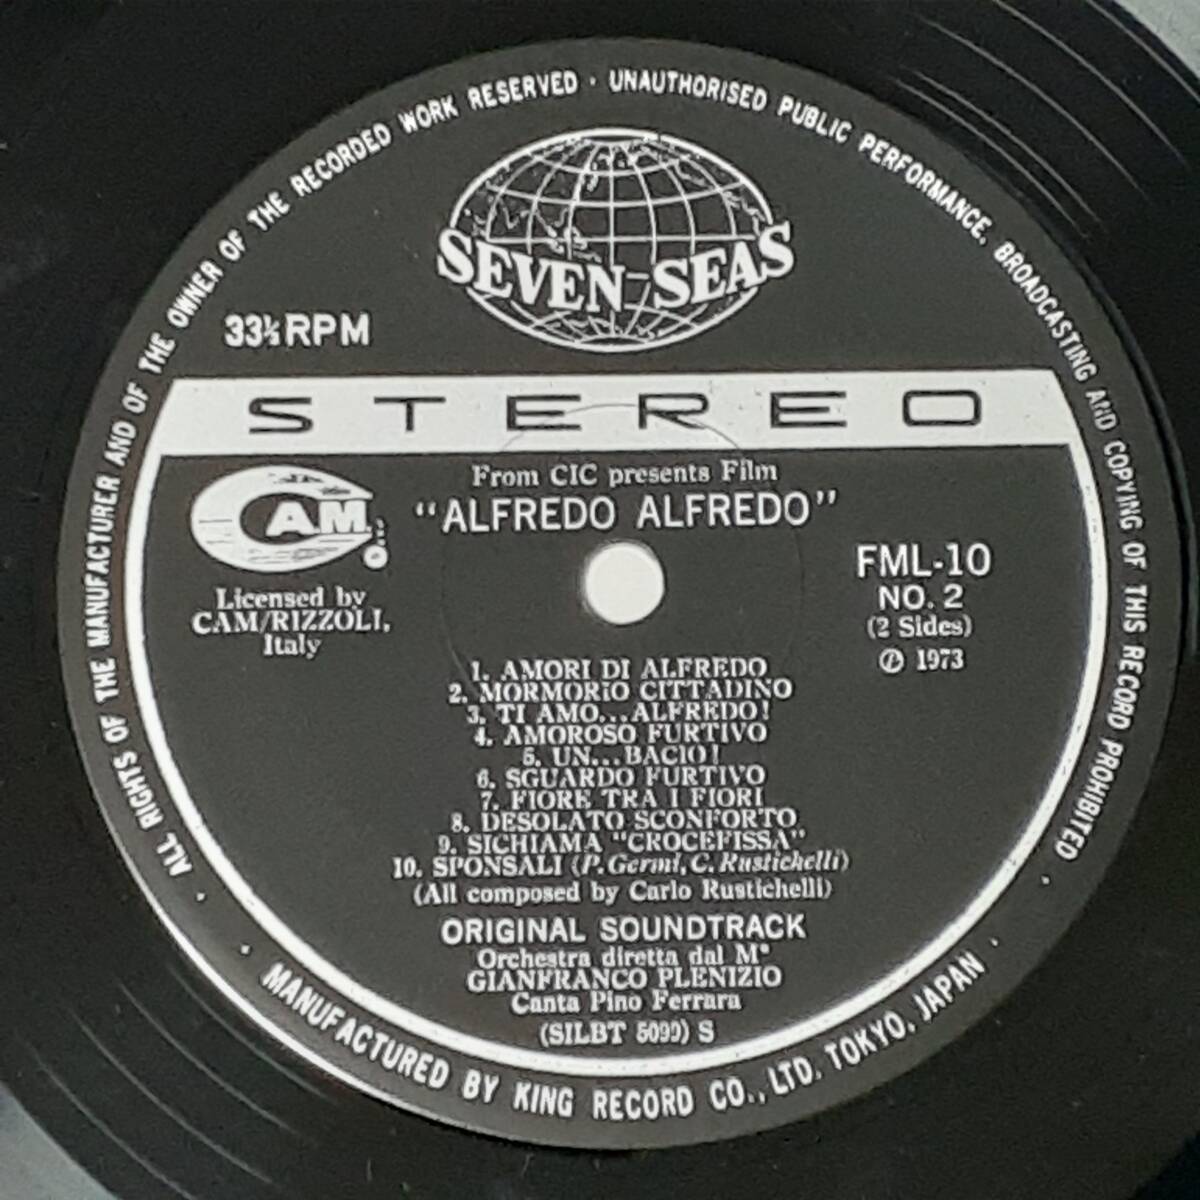 ALL RIGHTS OF THE MANUFACTURER AND OF THE OWNER OF THE RECORDED WORK RESERVED · UNAUTHORISED PUBLIC PERFORMANCE, BROADCASTING AND COPYING OF THIS RECORD PROHIBITED
SEVEN-SEAS
33⅓ RPM
STEREO
CAM.
Licensed by
CAM/RIZZOLI,
Italy
From CIC presents Film
“ALFREDO ALFREDO”
FML-10
NO. 2
(2 Sides)
Ⓟ 1973
1. AMORI DI ALFREDO
2. MORMORIO CITTADINO
3. TI AMO...ALFREDO!
4. AMOROSO FURTIVO
5. UN...BACIO!
6. SGUARDO FURTIVO
7. FIORE TRA I FIORI
8. DESOLATO SCONFORTO
9. SICHIAMA “CROCEFISSA”
10. SPONSALI (P. Germi, C. Rustichelli)
(All composed by Carlo Rustichelli)
ORIGINAL SOUNDTRACK
Orchestra diretta dal M°
GIANFRANCO PLENIZIO
Canta Pino Ferrara
(SILBT 5099) S
· MANUFACTURED BY KING RECORD CO., LTD. TOKYO. JAPAN ·